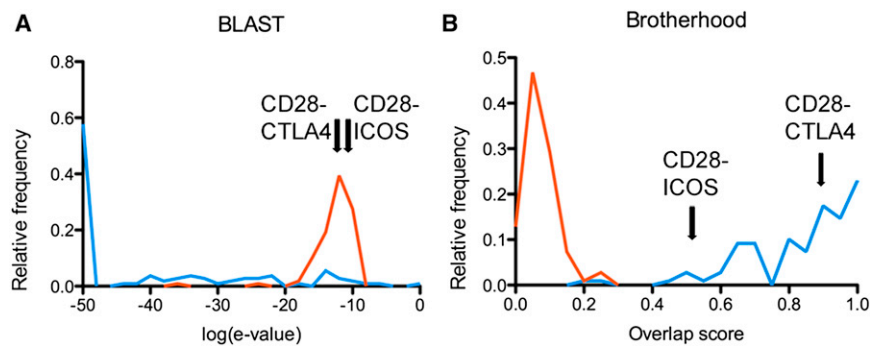 A
BLAST
0.8
0.6
0.4
0.2
0.0
Relative frequency
CD28-
CTLA4
CD28-
ICOS
-50
-40
-30
-20
-10
0
log(e-value)
B
Brotherhood
0.5
0.4
0.3
0.2
0.1
0.0
Relative frequency
CD28-
ICOS
CD28-
CTLA4
0.0
0.2
0.4
0.6
0.8
1.0
Overlap score